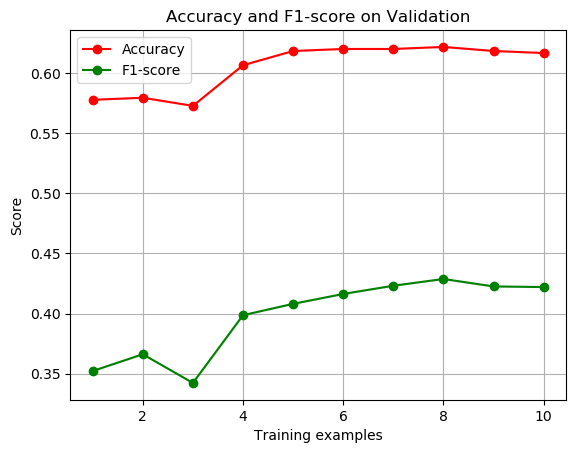 Accuracy and F1-score on Validation
Accuracy
F1-score
0.60
0.55
0.50
0.45
0.40
0.35
Score
2
4
6
8
10
Training examples